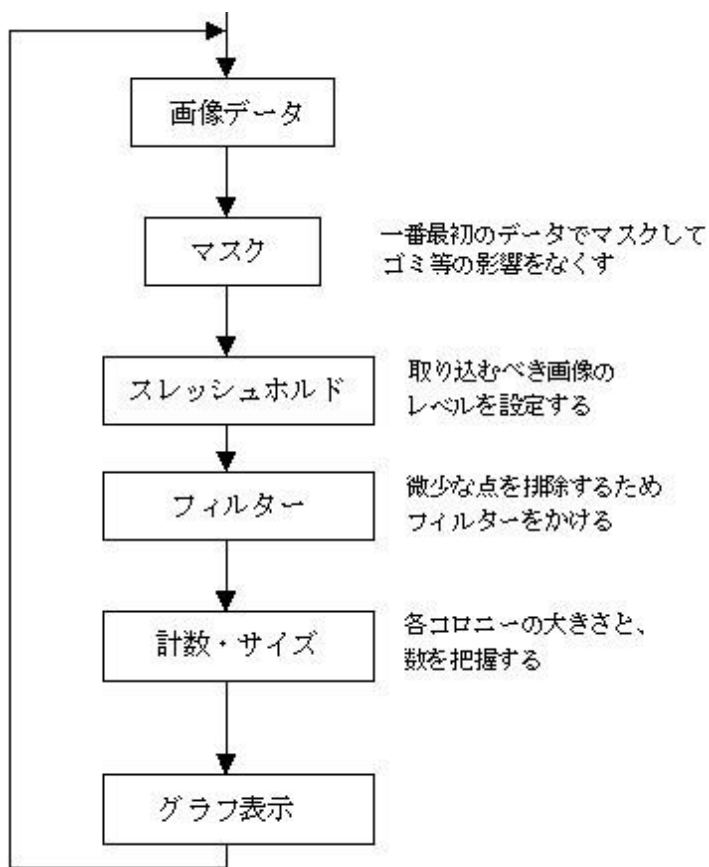 画像データ
マスク
一番最初のデータでマスクして
ゴミ等の影響をなくす
スレッシュホルド
取り込むべき画像の
レベルを設定する
フィルター
微少な点を排除するため
フィルターをかける
計数・サイズ
各コロニーの大きさと、
数を把握する
グラフ表示